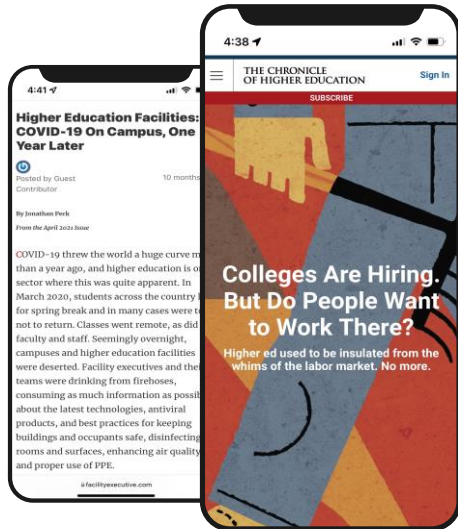 4:41
Higher Education Facilities:
COVID-19 On Campus, One
Year Later
Posted by Guest
Contributor
10 months
By Jonathan Perk
From the April 2021 Issue
COVID-19 threw the world a huge curve
than a year ago, and higher education is
sector where this was quite apparent. In
March 2020, students across the country
for spring break and in many cases were
not to return. Classes went remote, as did
faculty and staff. Seemingly overnight,
campuses and higher education facilities
were deserted. Facility executives and
teams were drinking from firehoses,
consuming as much information as
about the latest technologies, antiviral
products, and best practices for keeping
buildings and occupants safe, disinfecting
rooms and surfaces, enhancing air quality
and proper use of PPE.
facilityexecutive.com
4:38
THE CHRONICLE
OF HIGHER EDUCATION
Sign In
SUBSCRIBE
Colleges Are Hiring.
But Do People Want
to Work There?
Higher ed used to be insulated from the
whims of the labor market. No more.